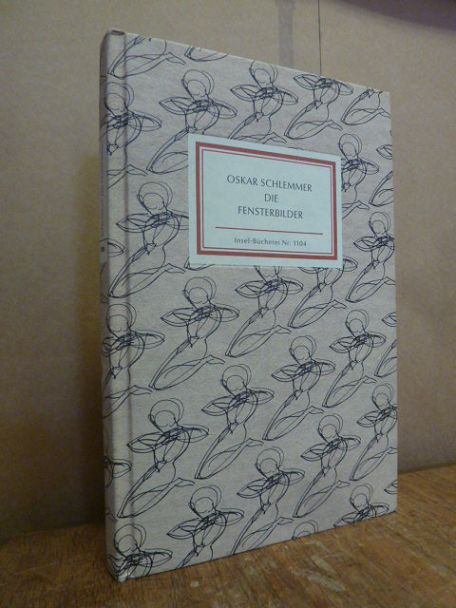 OSKAR SCHLEMMER
DIE
FENSTERBILDER
Insel-Bücherei Nr. 1104